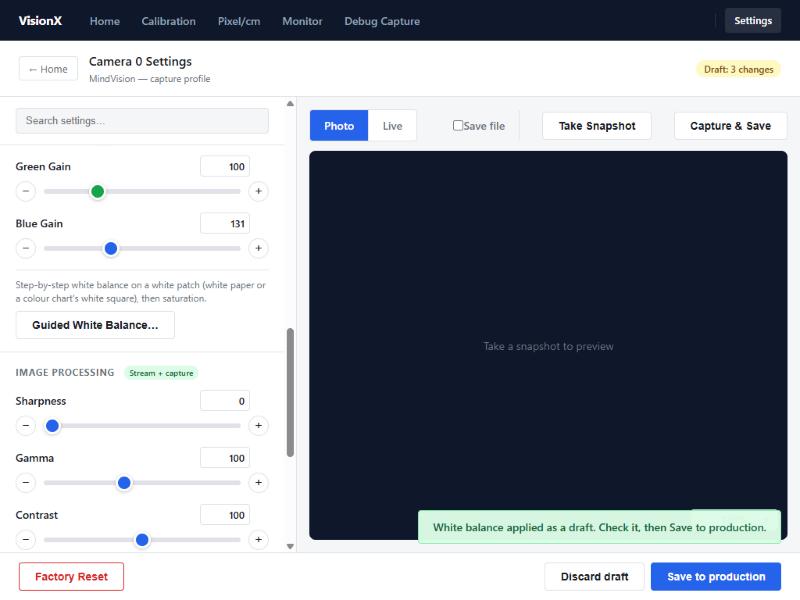 VisionX Home Calibration Pixel/cm Monitor Debug Capture Settings
← Home
Camera 0 Settings
MindVision — capture profile
Draft: 3 changes
Search settings…
Green Gain 100
− +
Blue Gain 131
− +
Step-by-step white balance on a white patch (white paper or
a colour chart's white square), then saturation.
Guided White Balance…
IMAGE PROCESSING Stream + capture
Sharpness 0
− +
Gamma 100
− +
Contrast 100
− +
Photo Live Save file Take Snapshot Capture & Save
Take a snapshot to preview
White balance applied as a draft. Check it, then Save to production.
Factory Reset Discard draft Save to production